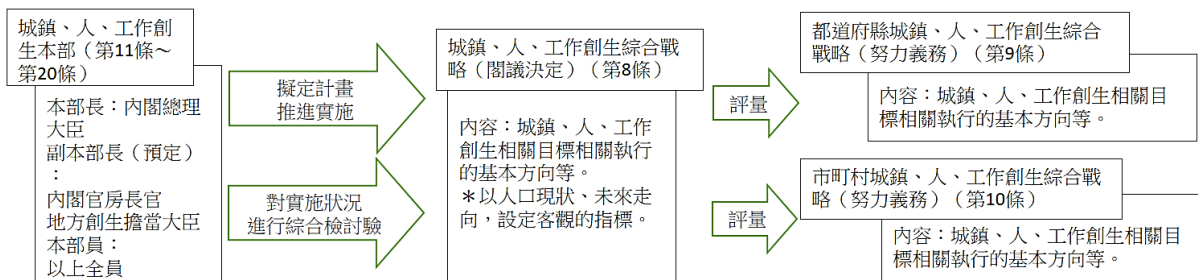 城鎮、人、工作創
生本部（第11條～
第20條）
本部長：內閣總理
大臣
副本部長（預定）
：
內閣官房長官
地方創生擔當大臣
本部員：
以上全員
擬定計畫
推進實施
對實施狀況
進行綜合檢討驗
城鎮、人、工作創生綜合戰
略（閣議決定）（第8條）
內容：城鎮、人、工作
創生相關目標相關執行
的基本方向等。
＊以人口現狀、未來走
向，設定客觀的指標。
評量
評量
都道府縣城鎮、人、工作創生綜合
戰略（努力義務）（第9條）
內容：城鎮、人、工作創生相關目
標相關執行的基本方向等。
市町村城鎮、人、工作創生綜合戰
略（努力義務）（第10條）
內容：城鎮、人、工作創生相關目
標相關執行的基本方向等。